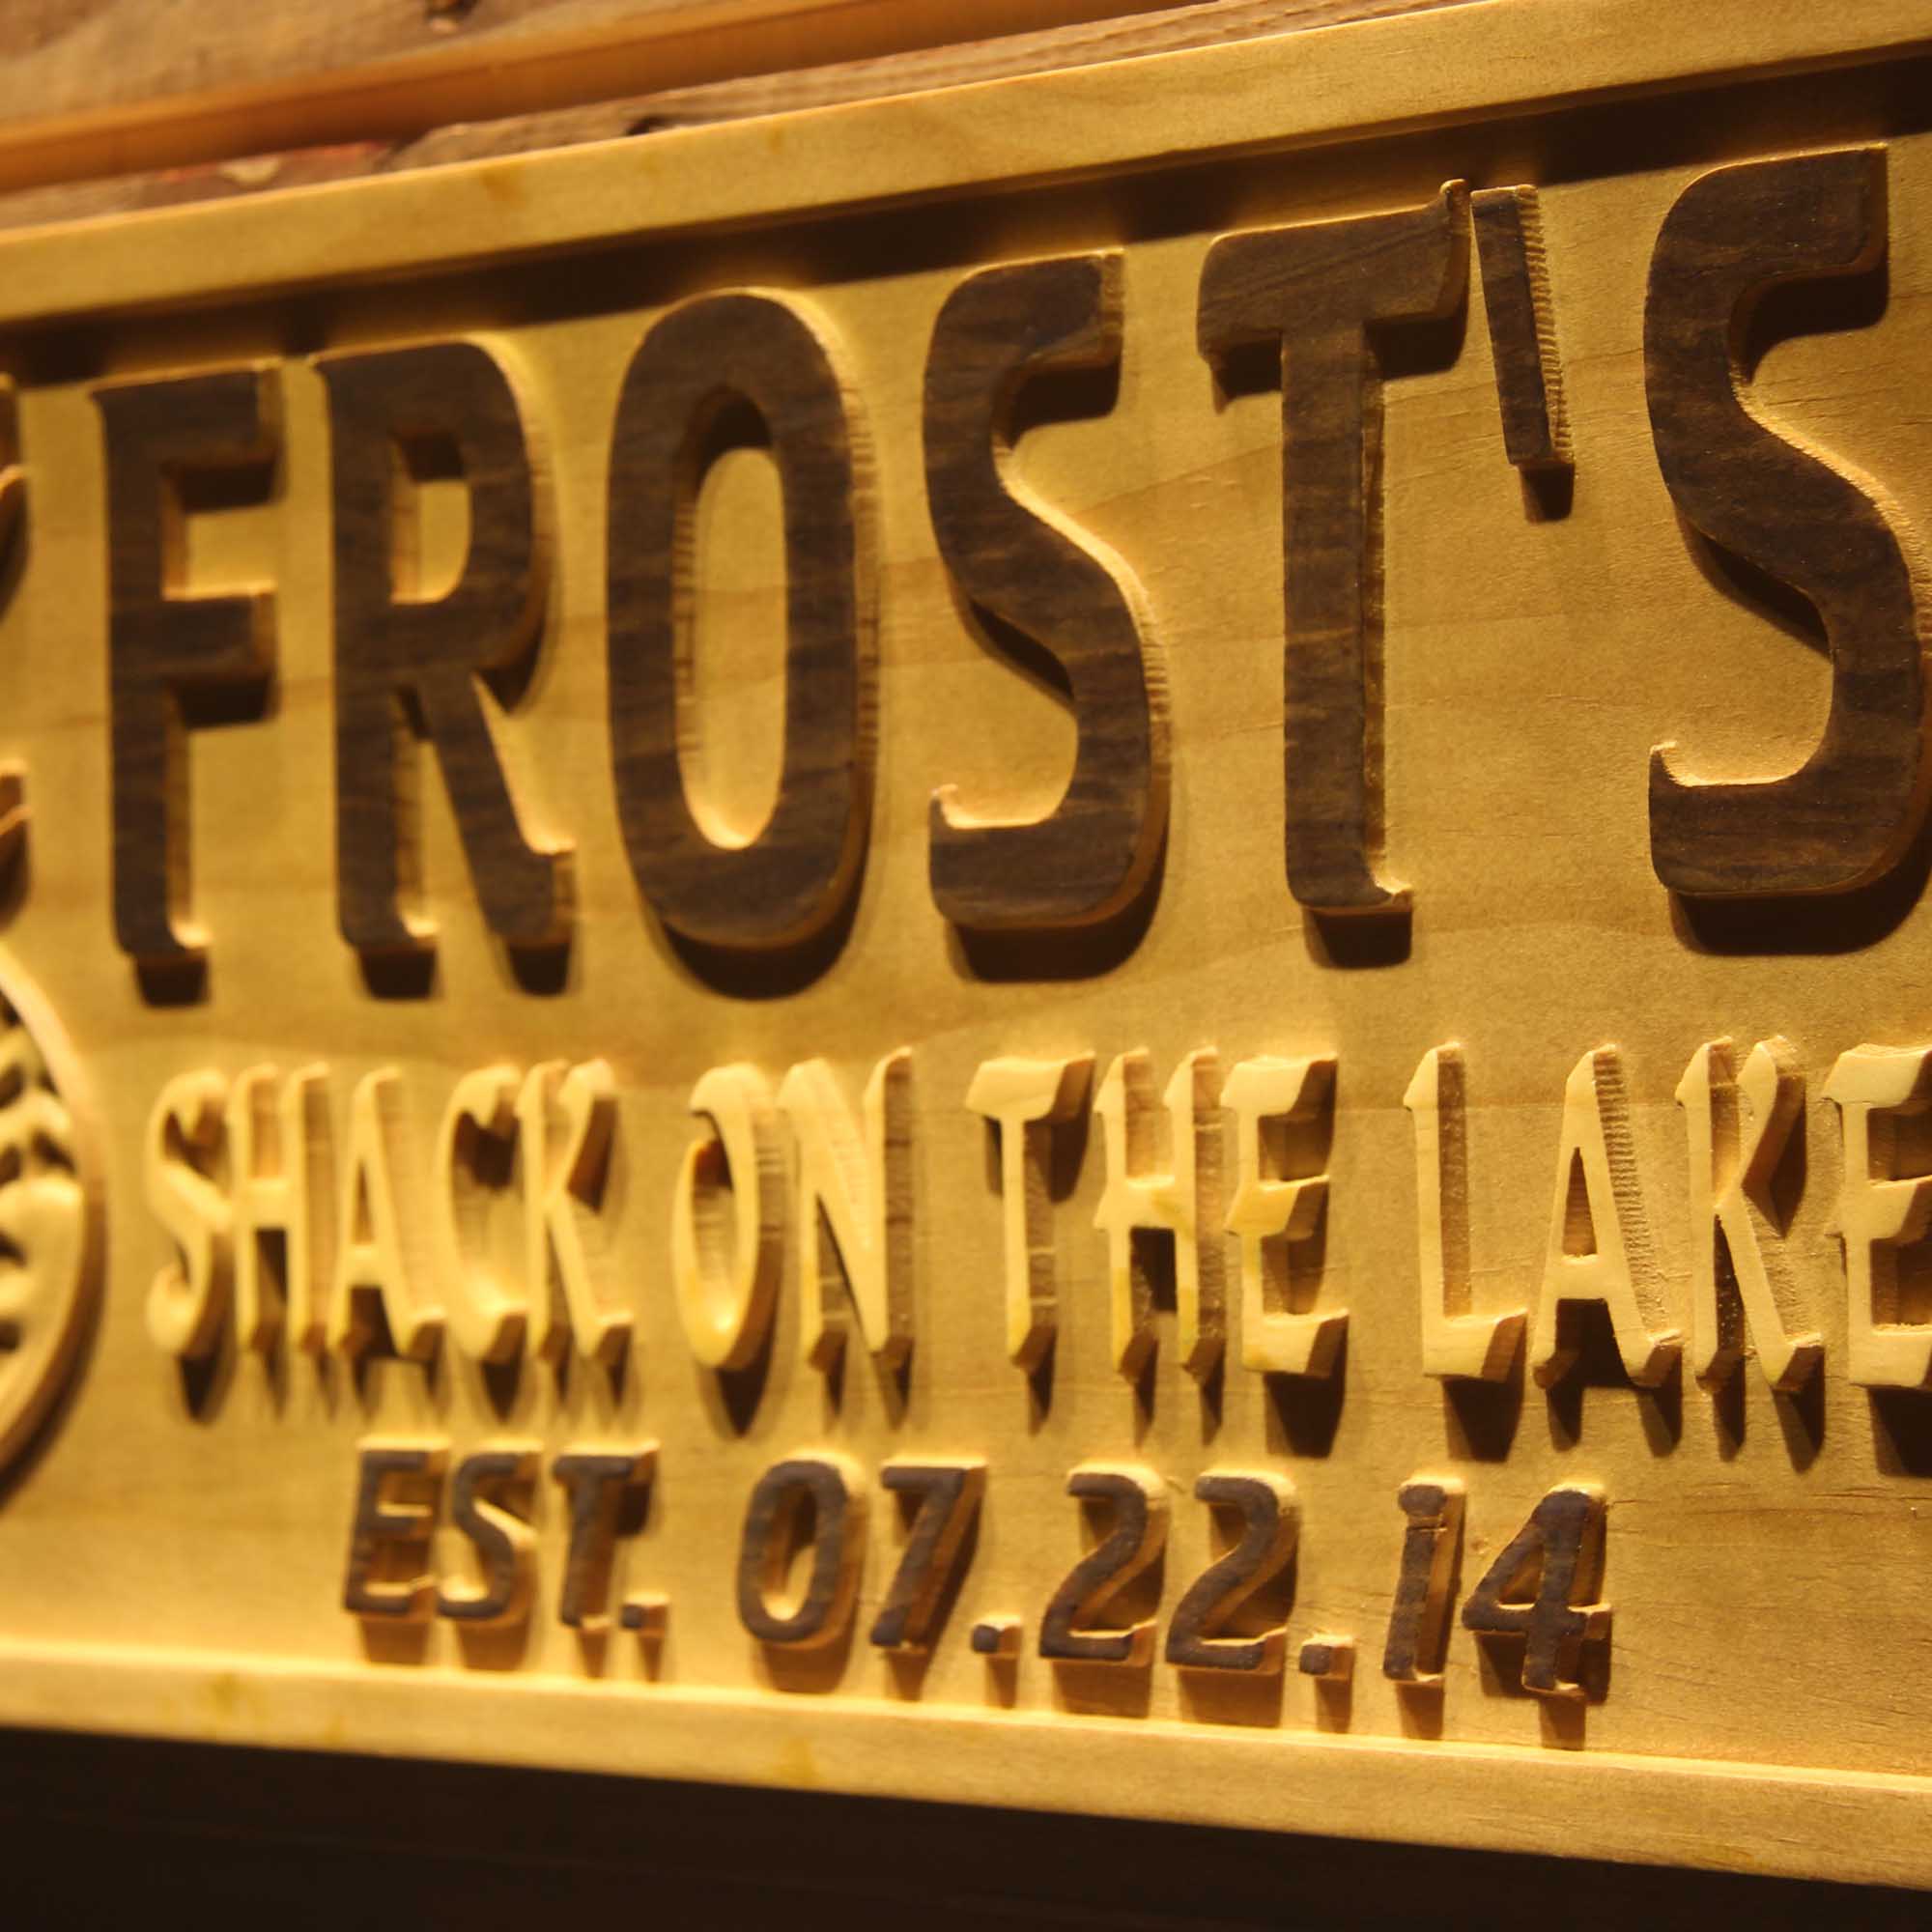 FROST'S
SHACK ON THE LAKE
EST. 07.22.14